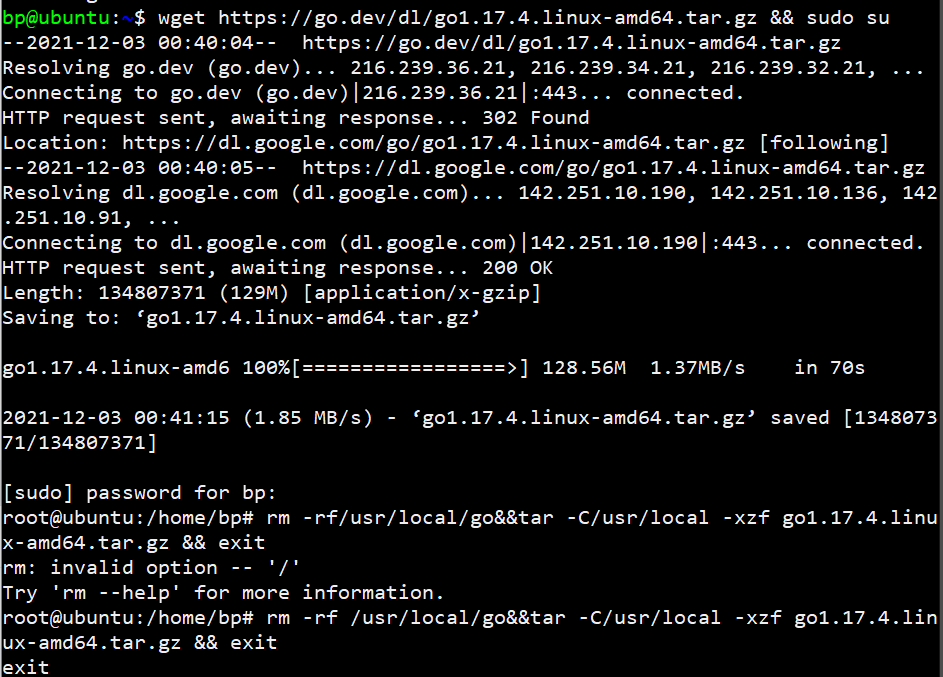 bp@ubuntu:~$ wget https://go.dev/dl/go1.17.4.linux-amd64.tar.gz && sudo su
--2021-12-03 00:40:04--  https://go.dev/dl/go1.17.4.linux-amd64.tar.gz
Resolving go.dev (go.dev)... 216.239.36.21, 216.239.34.21, 216.239.32.21, ...
Connecting to go.dev (go.dev)|216.239.36.21|:443... connected.
HTTP request sent, awaiting response... 302 Found
Location: https://dl.google.com/go/go1.17.4.linux-amd64.tar.gz [following]
--2021-12-03 00:40:05--  https://dl.google.com/go/go1.17.4.linux-amd64.tar.gz
Resolving dl.google.com (dl.google.com)... 142.251.10.190, 142.251.10.136, 142
.251.10.91, ...
Connecting to dl.google.com (dl.google.com)|142.251.10.190|:443... connected.
HTTP request sent, awaiting response... 200 OK
Length: 134807371 (129M) [application/x-gzip]
Saving to: ‘go1.17.4.linux-amd64.tar.gz’
go1.17.4.linux-amd6 100%[=================>] 128.56M  1.37MB/s    in 70s
2021-12-03 00:41:15 (1.85 MB/s) - ‘go1.17.4.linux-amd64.tar.gz’ saved [1348073
71/134807371]
[sudo] password for bp:
root@ubuntu:/home/bp# rm -rf/usr/local/go&&tar -C/usr/local -xzf go1.17.4.linu
x-amd64.tar.gz && exit
rm: invalid option -- '/'
Try 'rm --help' for more information.
root@ubuntu:/home/bp# rm -rf /usr/local/go&&tar -C/usr/local -xzf go1.17.4.lin
ux-amd64.tar.gz && exit
exit